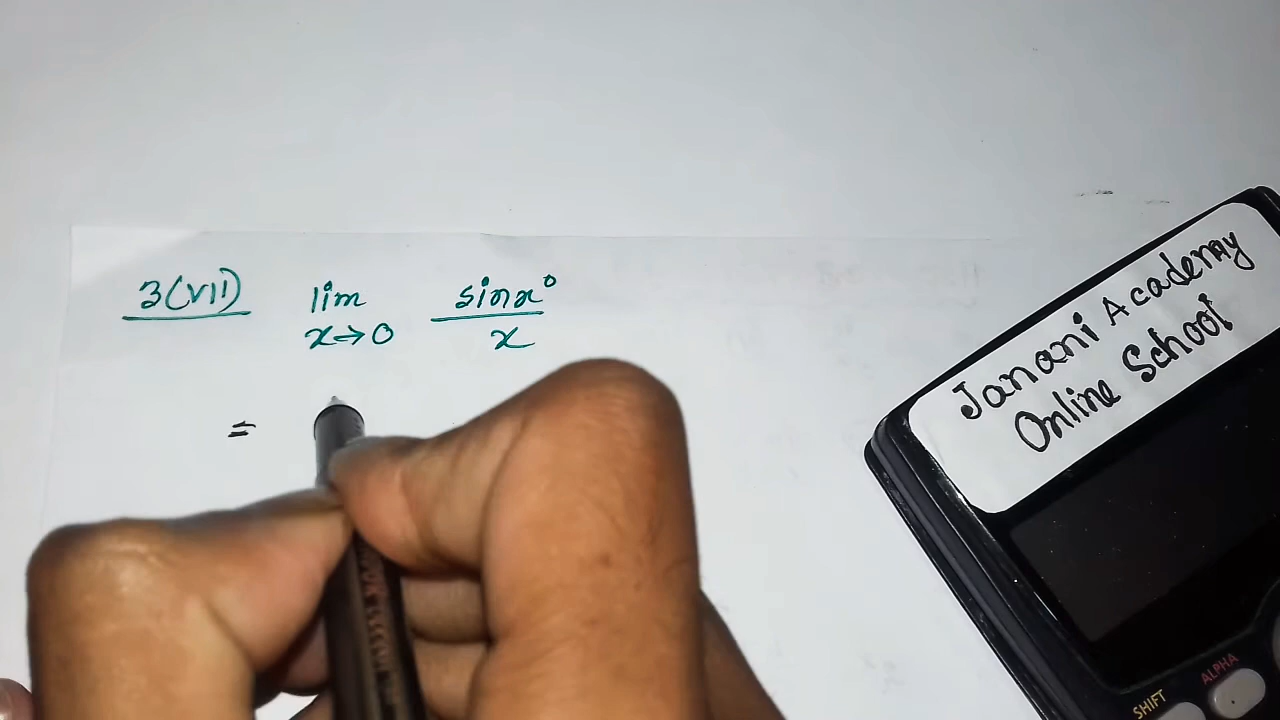 3(VII) lim sinx°
x→0 x
=
Janani Academy
Online School
SHIFT ALPHA